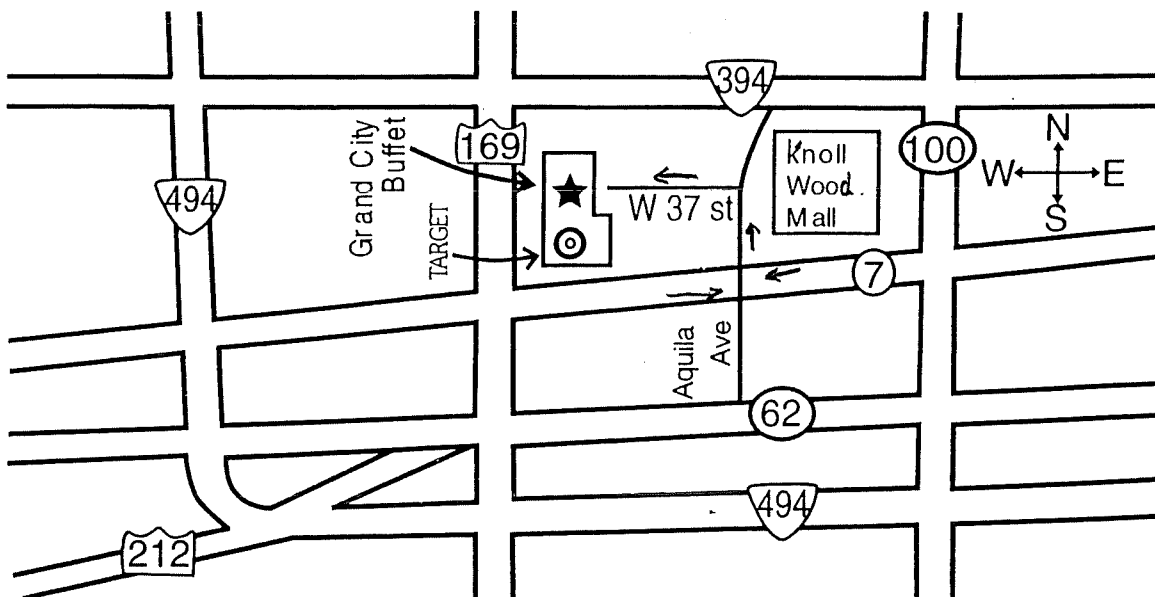 394
169
100
N
W
E
S
Knoll
Wood.
Mall
494
Grand City
Buffet
TARGET
W 37 st
7
Aquila
Ave
62
494
212